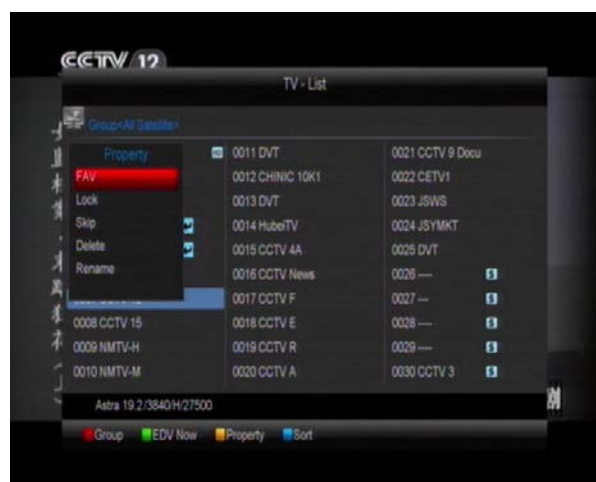 CCTV 12
TV - List
Group<All Satellite>
Property
FAV
Lock
Skip
Delete
Rename
0008 CCTV 15
0009 NMTV-H
0010 NMTV-M
HD
0011 DVT
0012 CHINIC 10K1
0013 DVT
0014 HubeiTV
0015 CCTV 4A
0016 CCTV News
0017 CCTV F
0018 CCTV E
0019 CCTV R
0020 CCTV A
0021 CCTV 9 Docu
0022 CETV1
0023 JSWS
0024 JSYMKT
0025 DVT
0026 ---- $
0027 --- $
0028 ---- $
0029 ---- $
0030 CCTV 3 $
Astra 19.2/3840/H/27500
Group EDV Now Property Sort